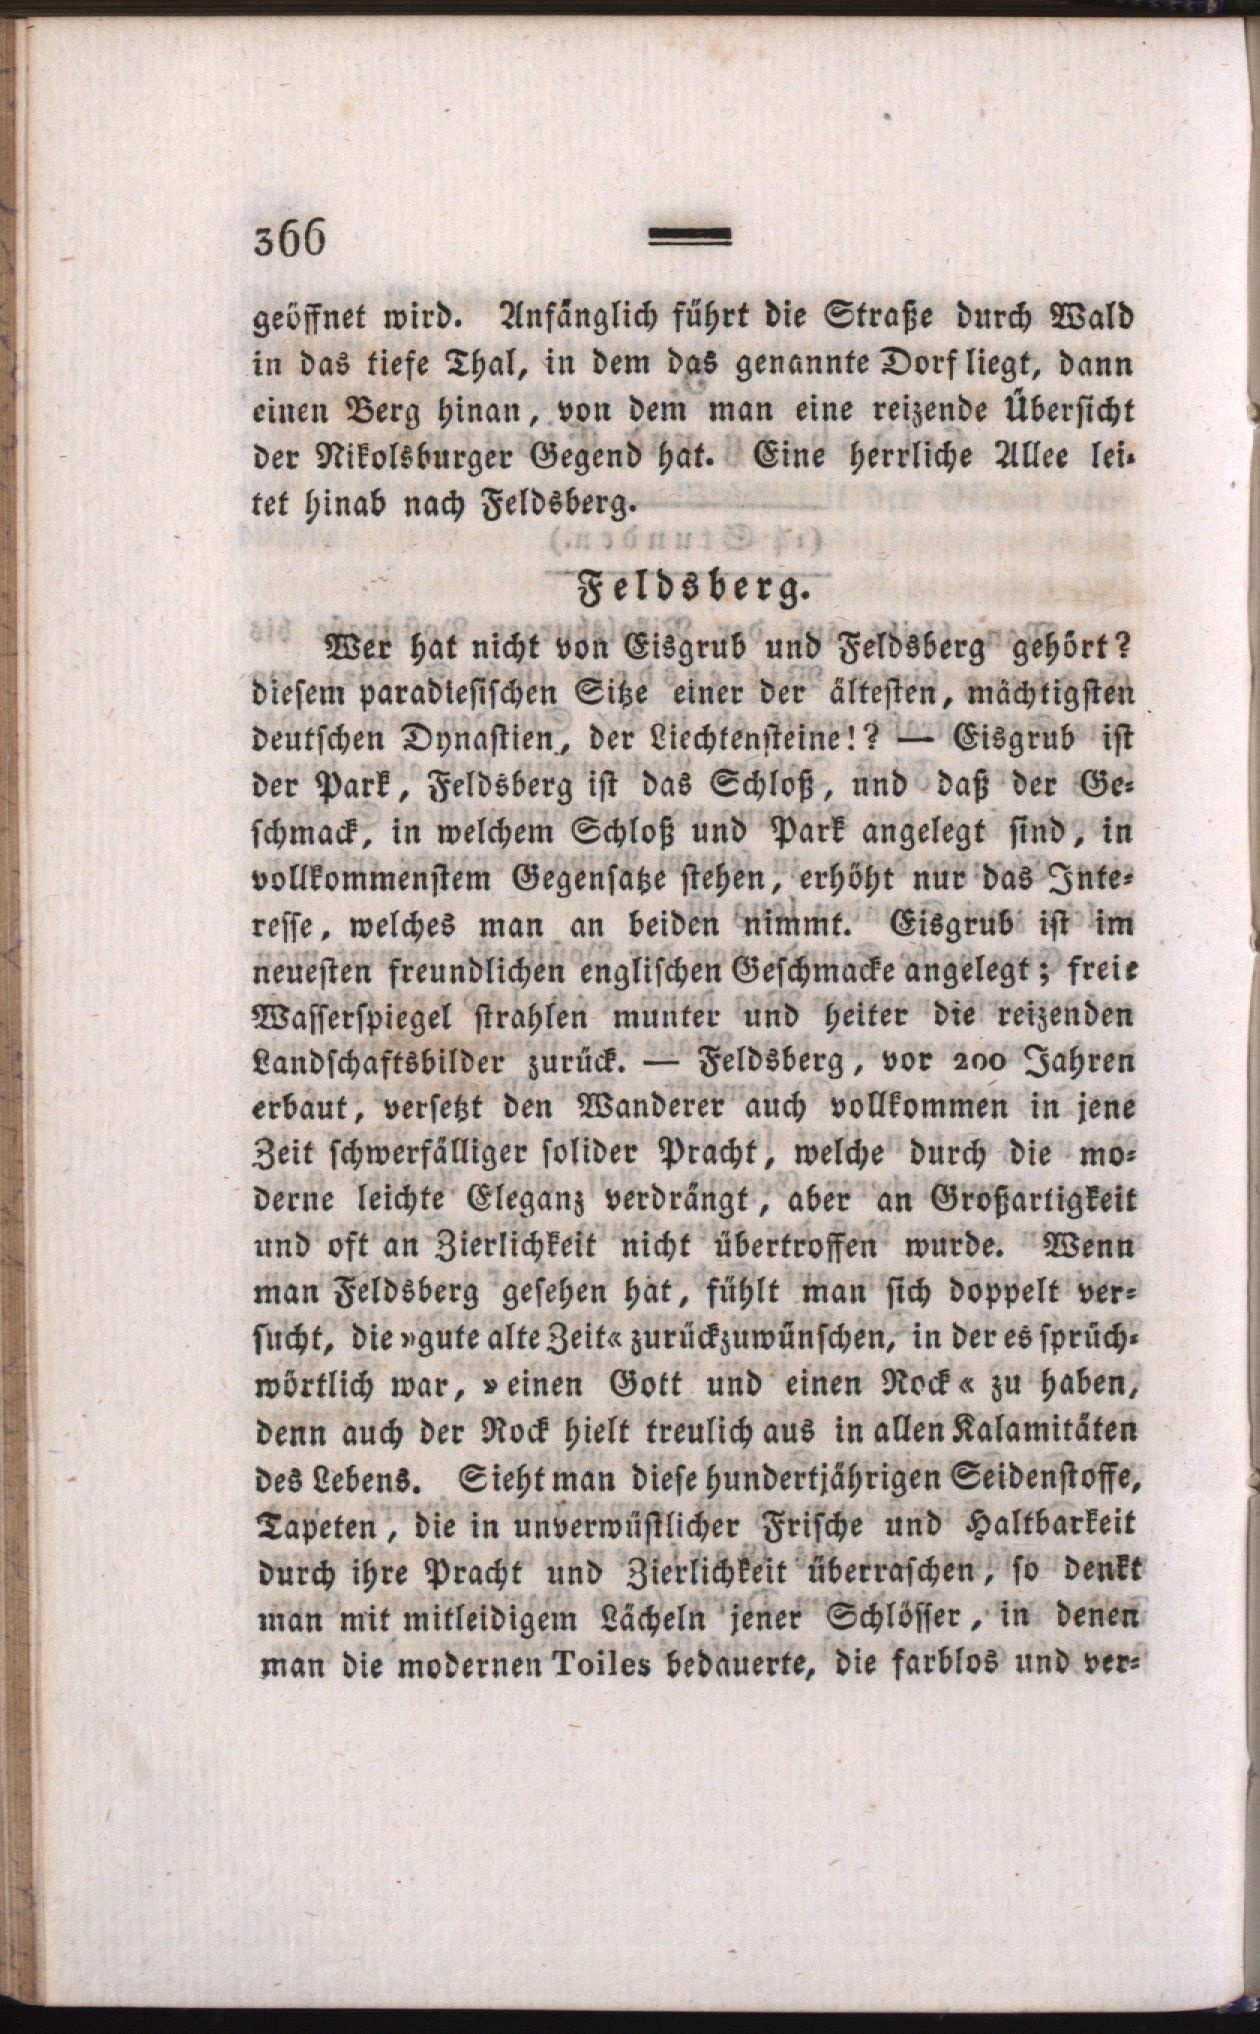 366
geöffnet wird. Anfänglich führt die Straße durch Wald
in das tiefe Thal, in dem das genannte Dorf liegt, dann
einen Berg hinan, von dem man eine reizende Übersicht
der Nikolsburger Gegend hat. Eine herrliche Allee lei-
tet hinab nach Feldsberg.
Feldsberg.
Wer hat nicht von Eisgrub und Feldsberg gehört?
diesem paradiesischen Sitze einer der ältesten, mächtigsten
deutschen Dynastien, der Liechtensteine!? — Eisgrub ist
der Park, Feldsberg ist das Schloß, und daß der Ge-
schmack, in welchem Schloß und Park angelegt sind, in
vollkommenstem Gegensatze stehen, erhöht nur das Inte-
resse, welches man an beiden nimmt. Eisgrub ist im
neuesten freundlichen englischen Geschmacke angelegt; freie
Wasserspiegel strahlen munter und heiter die reizenden
Landschaftsbilder zurück. — Feldsberg, vor 200 Jahren
erbaut, versetzt den Wanderer auch vollkommen in jene
Zeit schwerfälliger solider Pracht, welche durch die mo-
derne leichte Eleganz verdrängt, aber an Großartigkeit
und oft an Zierlichkeit nicht übertroffen wurde. Wenn
man Feldsberg gesehen hat, fühlt man sich doppelt ver-
sucht, die »gute alte Zeit« zurückzuwünschen, in der es sprüch-
wörtlich war, »einen Gott und einen Rock« zu haben,
denn auch der Rock hielt treulich aus in allen Kalamitäten
des Lebens. Sieht man diese hundertjährigen Seidenstoffe,
Tapeten, die in unverwüstlicher Frische und Haltbarkeit
durch ihre Pracht und Zierlichkeit überraschen, so denkt
man mit mitleidigem Lächeln jener Schlösser, in denen
man die modernen Toiles bedauerte, die farblos und ver-